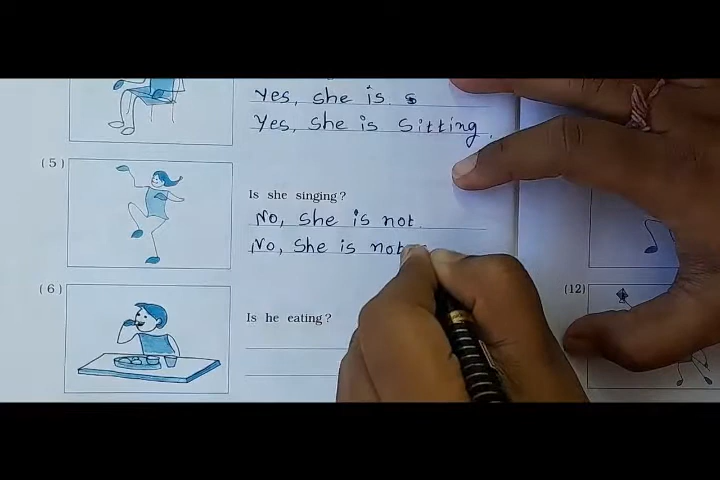 Yes, She is s
Yes, She is Sitting.
(5)
Is she singing?
No, She is not.
No, She is not
(6)
Is he eating?
(12)